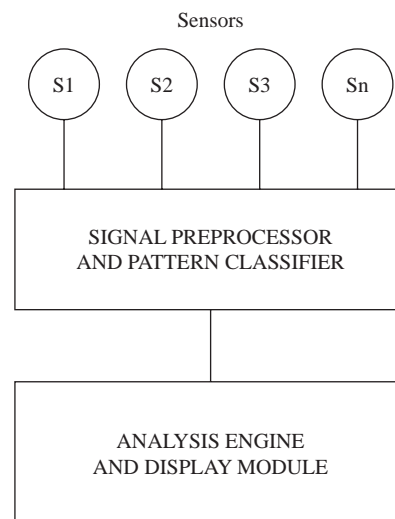 Sensors
S1 S2 S3 Sn
SIGNAL PREPROCESSOR
AND PATTERN CLASSIFIER
ANALYSIS ENGINE
AND DISPLAY MODULE